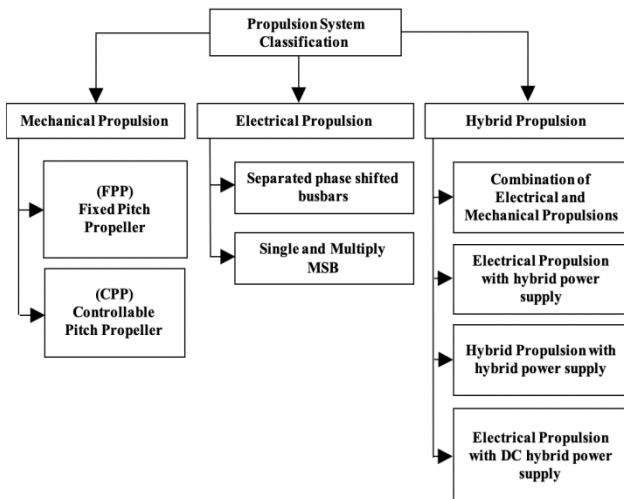 Propulsion System
Classification
Mechanical Propulsion
Electrical Propulsion
Hybrid Propulsion
(FPP)
Fixed Pitch
Propeller
(CPP)
Controllable
Pitch Propeller
Separated phase shifted
busbars
Single and Multiply
MSB
Combination of
Electrical and
Mechanical Propulsions
Electrical Propulsion
with hybrid power
supply
Hybrid Propulsion with
hybrid power supply
Electrical Propulsion
with DC hybrid power
supply